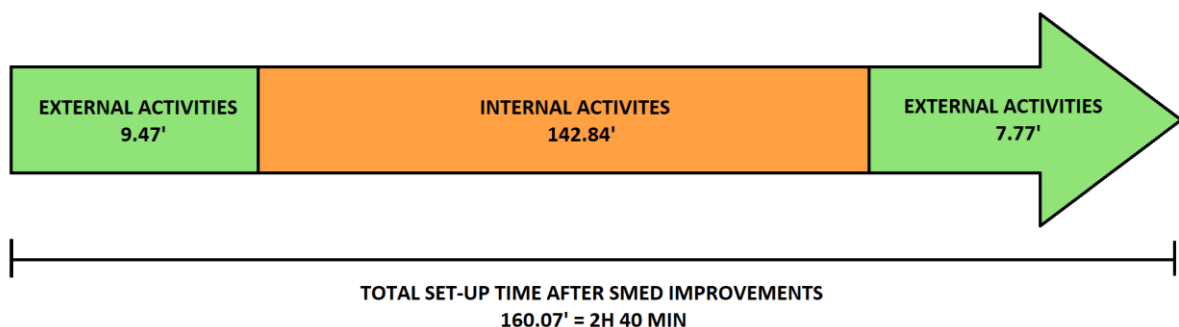 EXTERNAL ACTIVITIES
9.47'
INTERNAL ACTIVITES
142.84'
EXTERNAL ACTIVITIES
7.77'
TOTAL SET-UP TIME AFTER SMED IMPROVEMENTS
160.07' = 2H 40 MIN